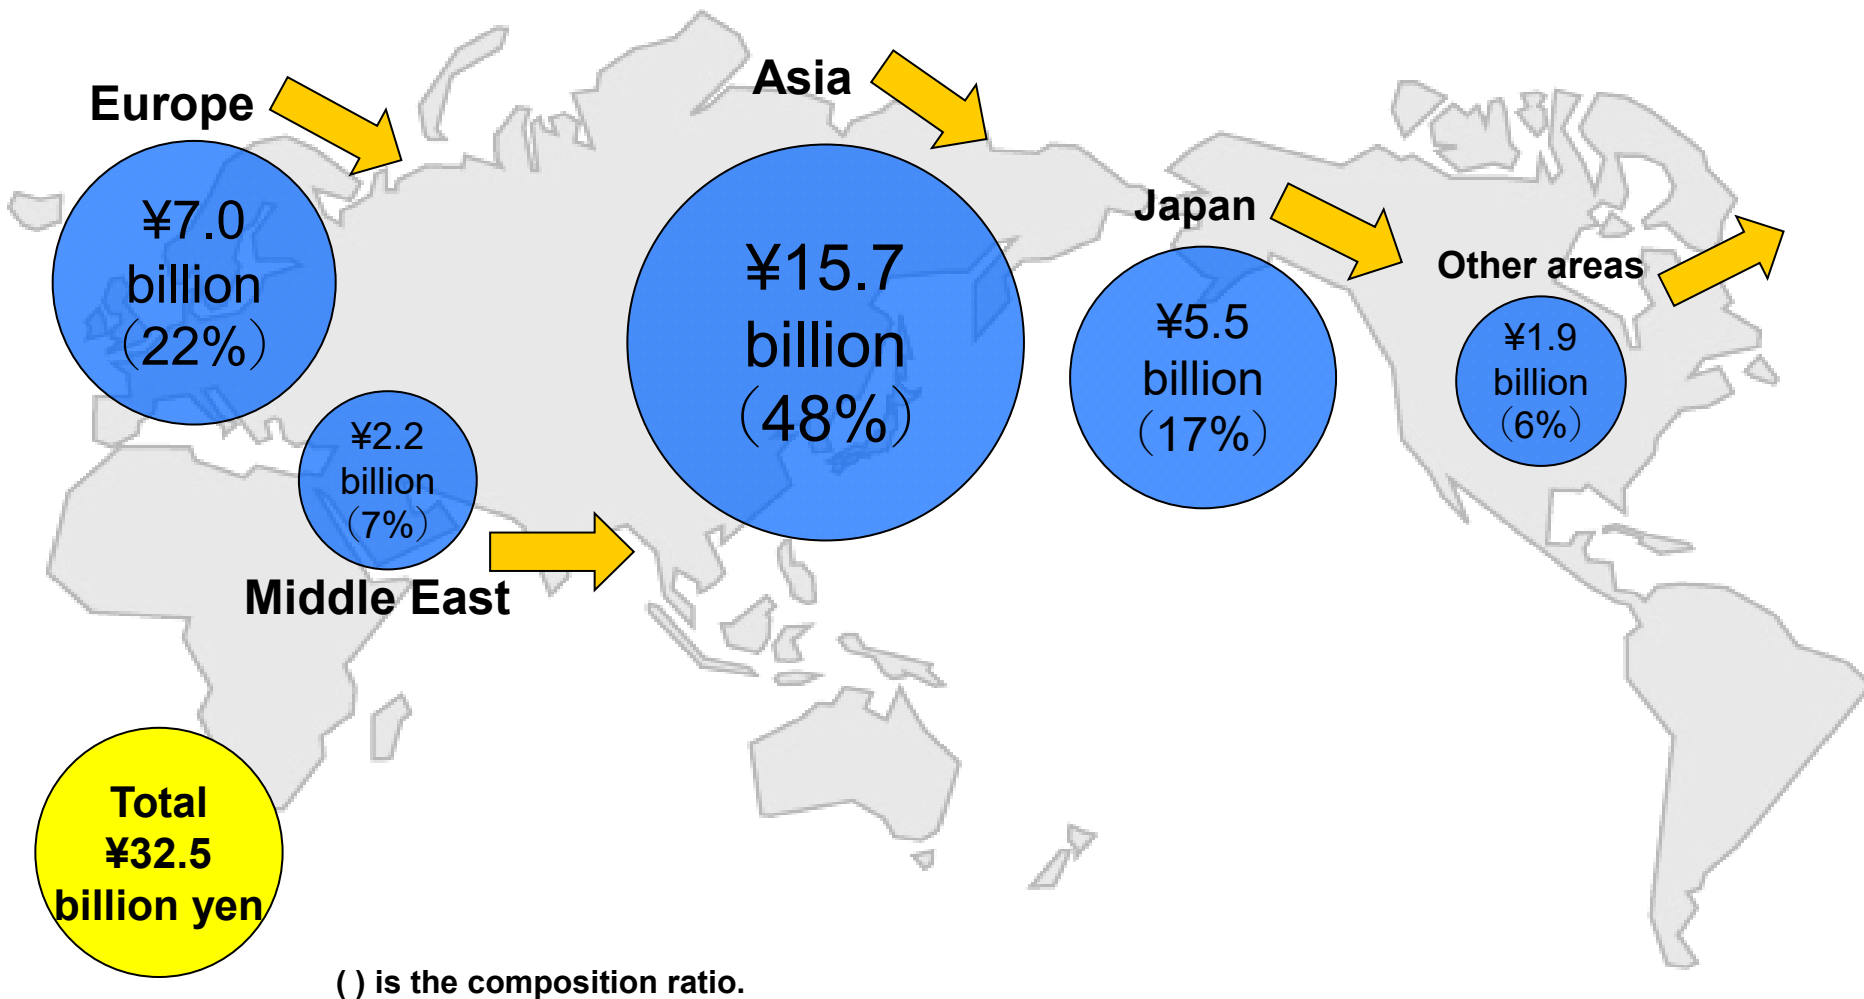 Europe
¥7.0
billion
（22%）
Asia
¥15.7
billion
（48%）
Japan
¥5.5
billion
（17%）
Other areas
¥1.9
billion
（6%）
¥2.2
billion
（7%）
Middle East
Total
¥32.5
billion yen
( ) is the composition ratio.